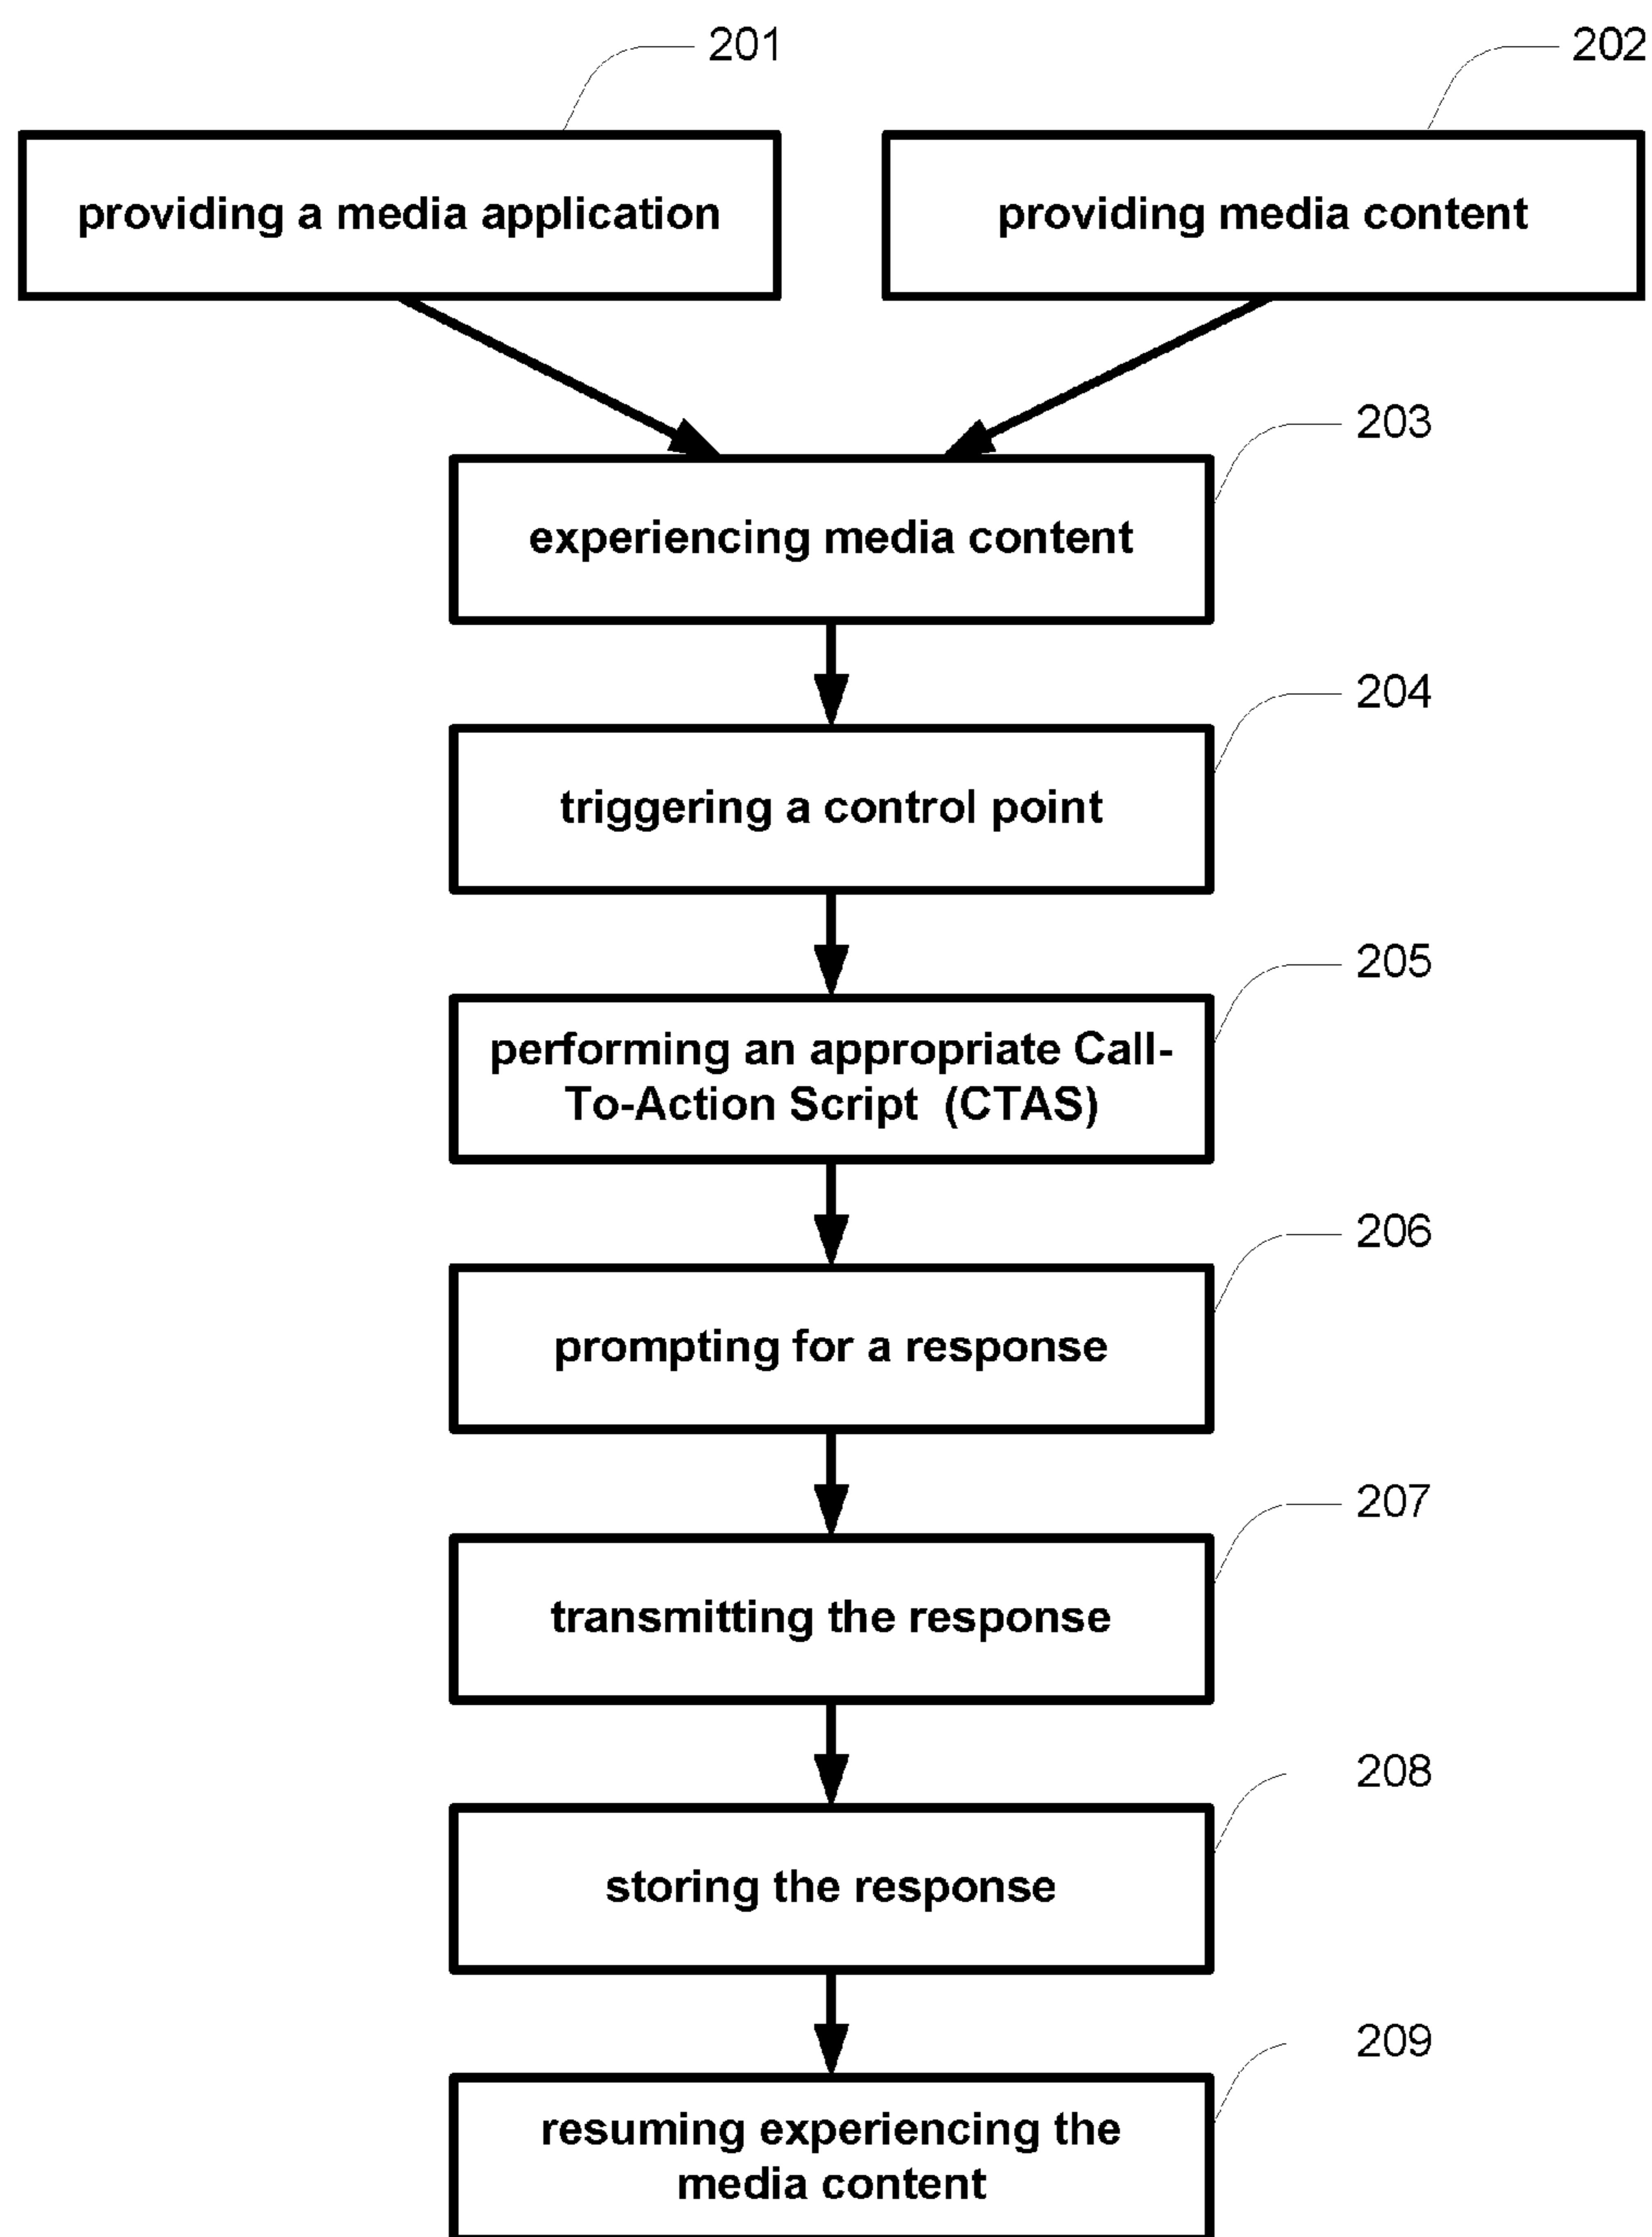 201
202
providing a media application
providing media content
203
experiencing media content
204
triggering a control point
205
performing an appropriate Call-
To-Action Script (CTAS)
206
prompting for a response
207
transmitting the response
208
storing the response
209
resuming experiencing the
media content